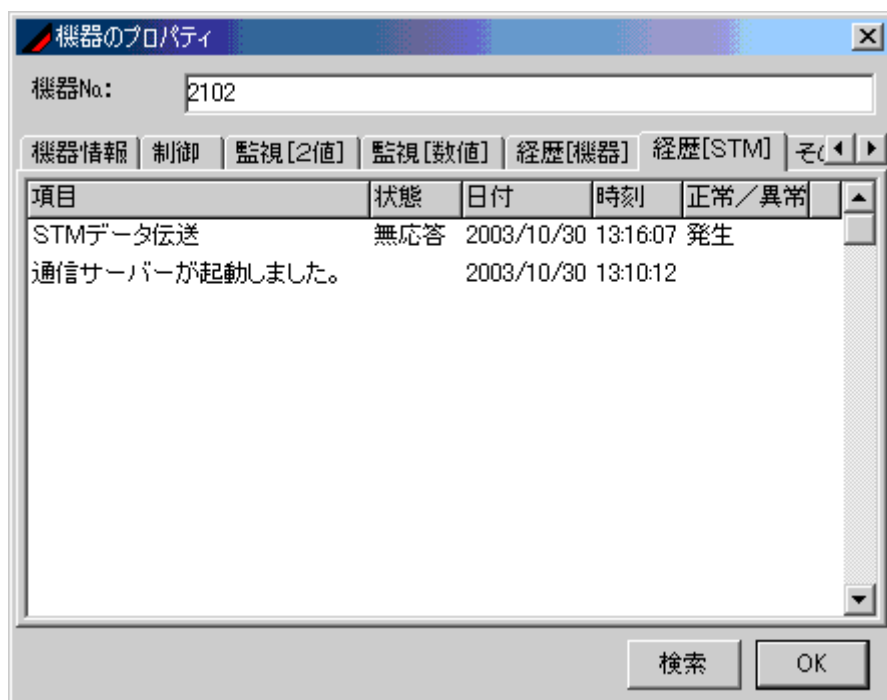 機器のプロパティ
機器No.: 2102
機器情報 制御 監視[2値] 監視[数値] 経歴[機器] 経歴[STM]
項目 状態 日付 時刻 正常／異常
STMデータ伝送 無応答 2003/10/30 13:16:07 発生
通信サーバーが起動しました。 2003/10/30 13:10:12
検索 OK